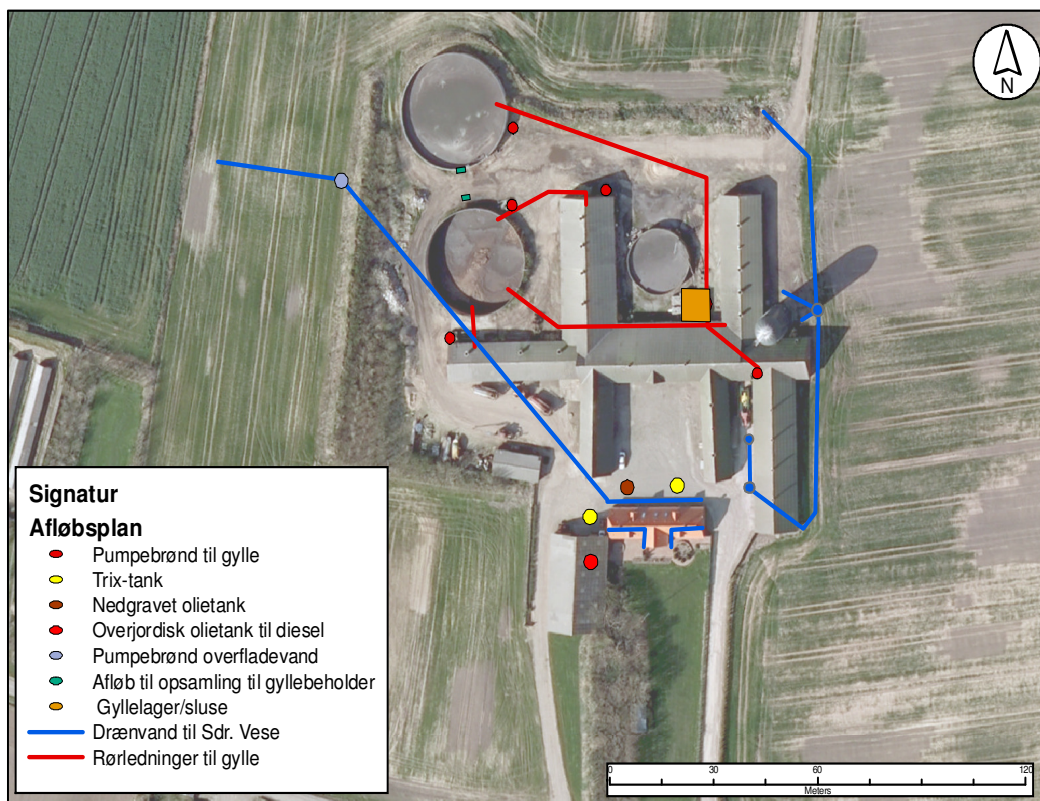 N
Signatur
Afløbsplan
Pumpebrønd til gylle
Trix-tank
Nedgravet olietank
Overjordisk olietank til diesel
Pumpebrønd overfladevand
Afløb til opsamling til gyllebeholder
Gyllelager/sluse
Drænvand til Sdr. Vese
Rørledninger til gylle
0 30 60 120
Meters